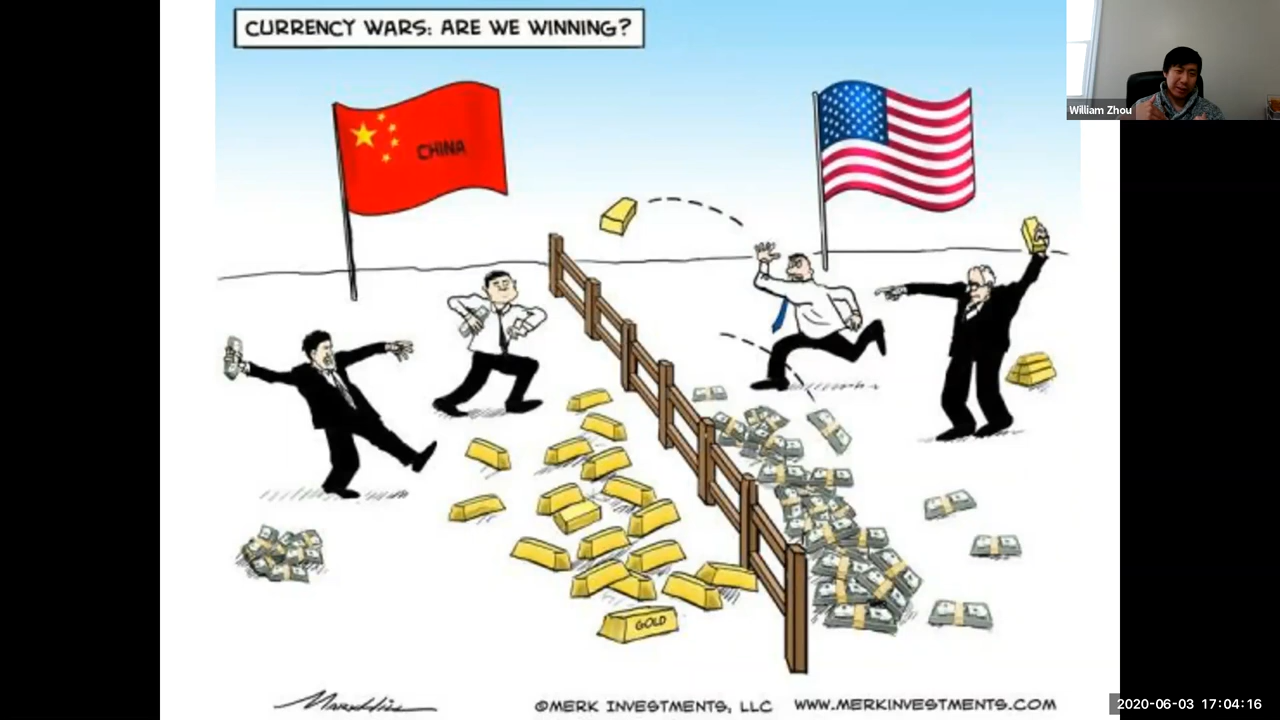 CURRENCY WARS: ARE WE WINNING?
William Zhou
CHINA
GOLD
©MERK INVESTMENTS, LLC WWW.MERKINVESTMENTS.COM
2020-06-03 17:04:16